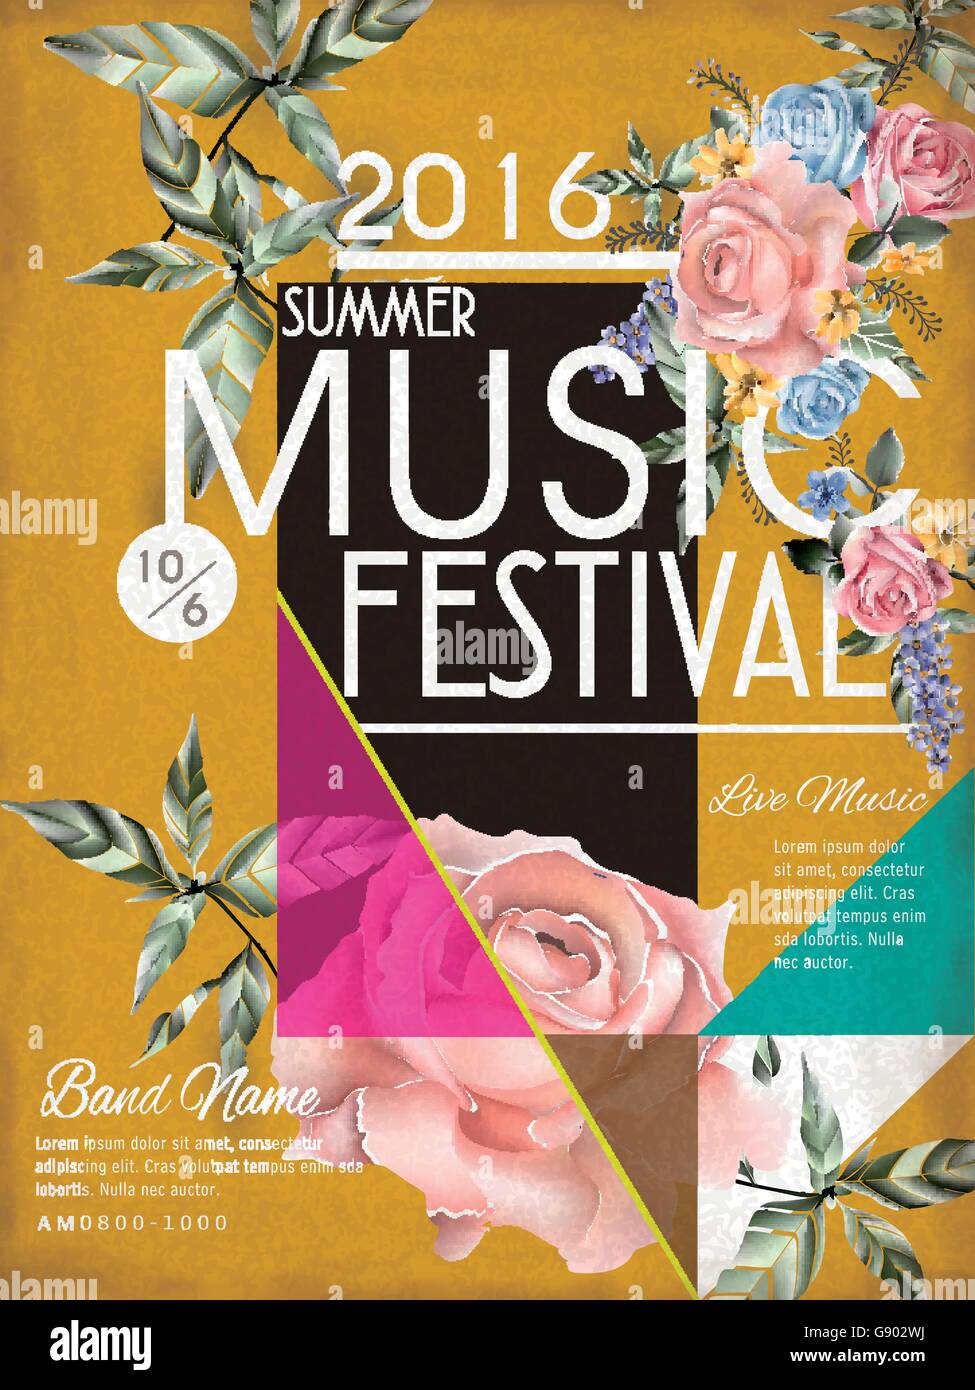 2016
SUMMER
MUSIC
FESTIVAL
10/6
Live Music
Lorem ipsum dolor
sit amet, consectetur
adipiscing elit. Cras
volutpat tempus enim
sda lobortis. Nulla
nec auctor.
Band Name
Lorem ipsum dolor sit amet, consectetur
adipiscing elit. Cras volutpat tempus enim sda
lobortis. Nulla nec auctor.
AM0800-1000
a alamy
alamy
Image ID: G902WJ
www.alamy.com